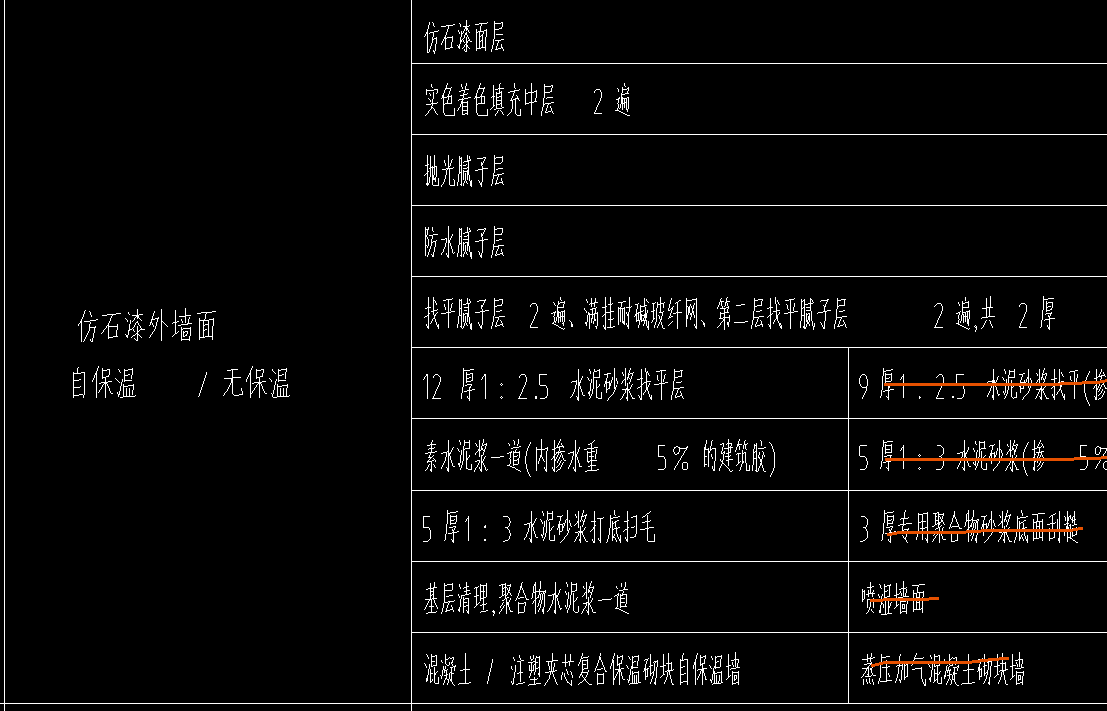 仿石漆外墙面
自保温 / 无保温
仿石漆面层
实色着色填充中层 2 遍
抛光腻子层
防水腻子层
找平腻子层 2 遍、满挂耐碱玻纤网、第二层找平腻子层 2 遍,共 2 厚
12 厚1：2.5 水泥砂浆找平层
9 厚1：2.5 水泥砂浆找平(掺
素水泥浆一道(内掺水重 5% 的建筑胶)
5 厚1：3 水泥砂浆(掺 5%
5 厚1：3 水泥砂浆打底扫毛
3 厚专用聚合物砂浆底面刮糙
基层清理,聚合物水泥浆一道
喷湿墙面
混凝土 / 注塑夹芯复合保温砌块自保温墙
蒸压加气混凝土砌块墙